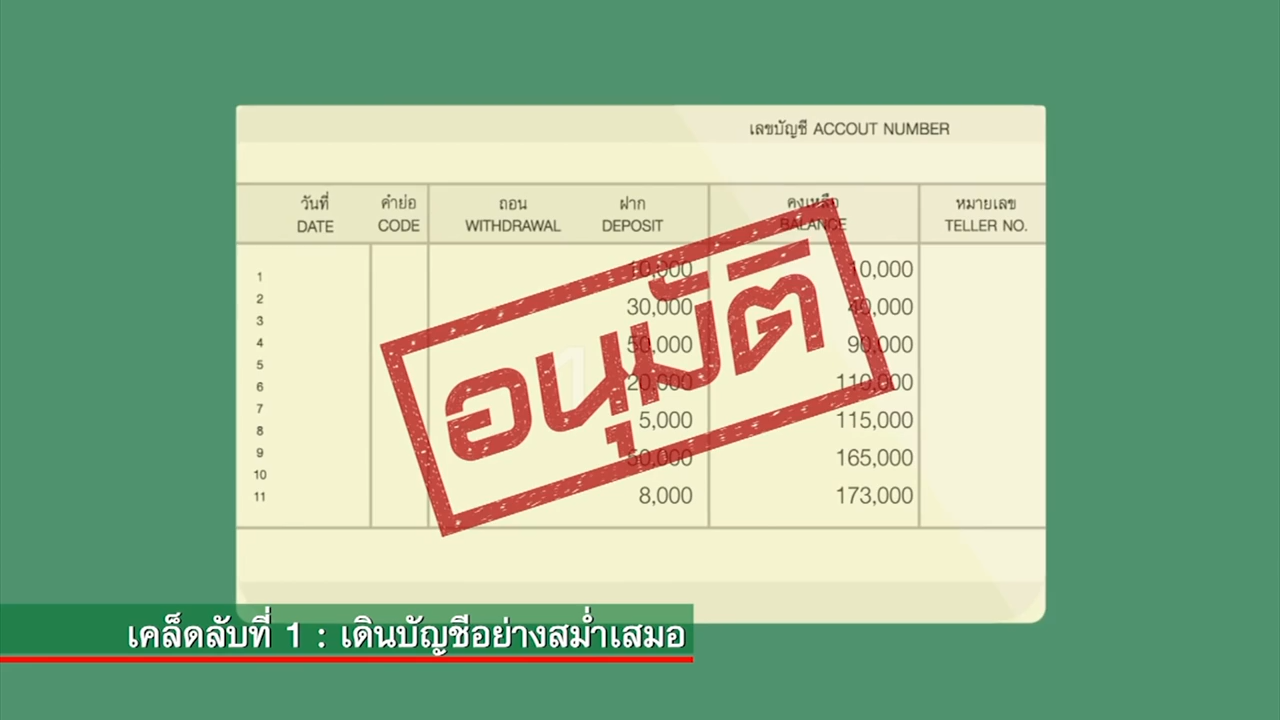 เลขบัญชี ACCOUT NUMBER
วันที่ คำย่อ ถอน ฝาก คงเหลือ หมายเลข
DATE CODE WITHDRAWAL DEPOSIT BALANCE TELLER NO.
1 10,000 10,000
2 30,000 40,000
3 50,000 90,000
4 20,000 110,000
5 5,000 115,000
6 50,000 165,000
7 8,000 173,000
8
9
10
11
อนุมัติ
เคล็ดลับที่ 1 : เดินบัญชีอย่างสม่ำเสมอ